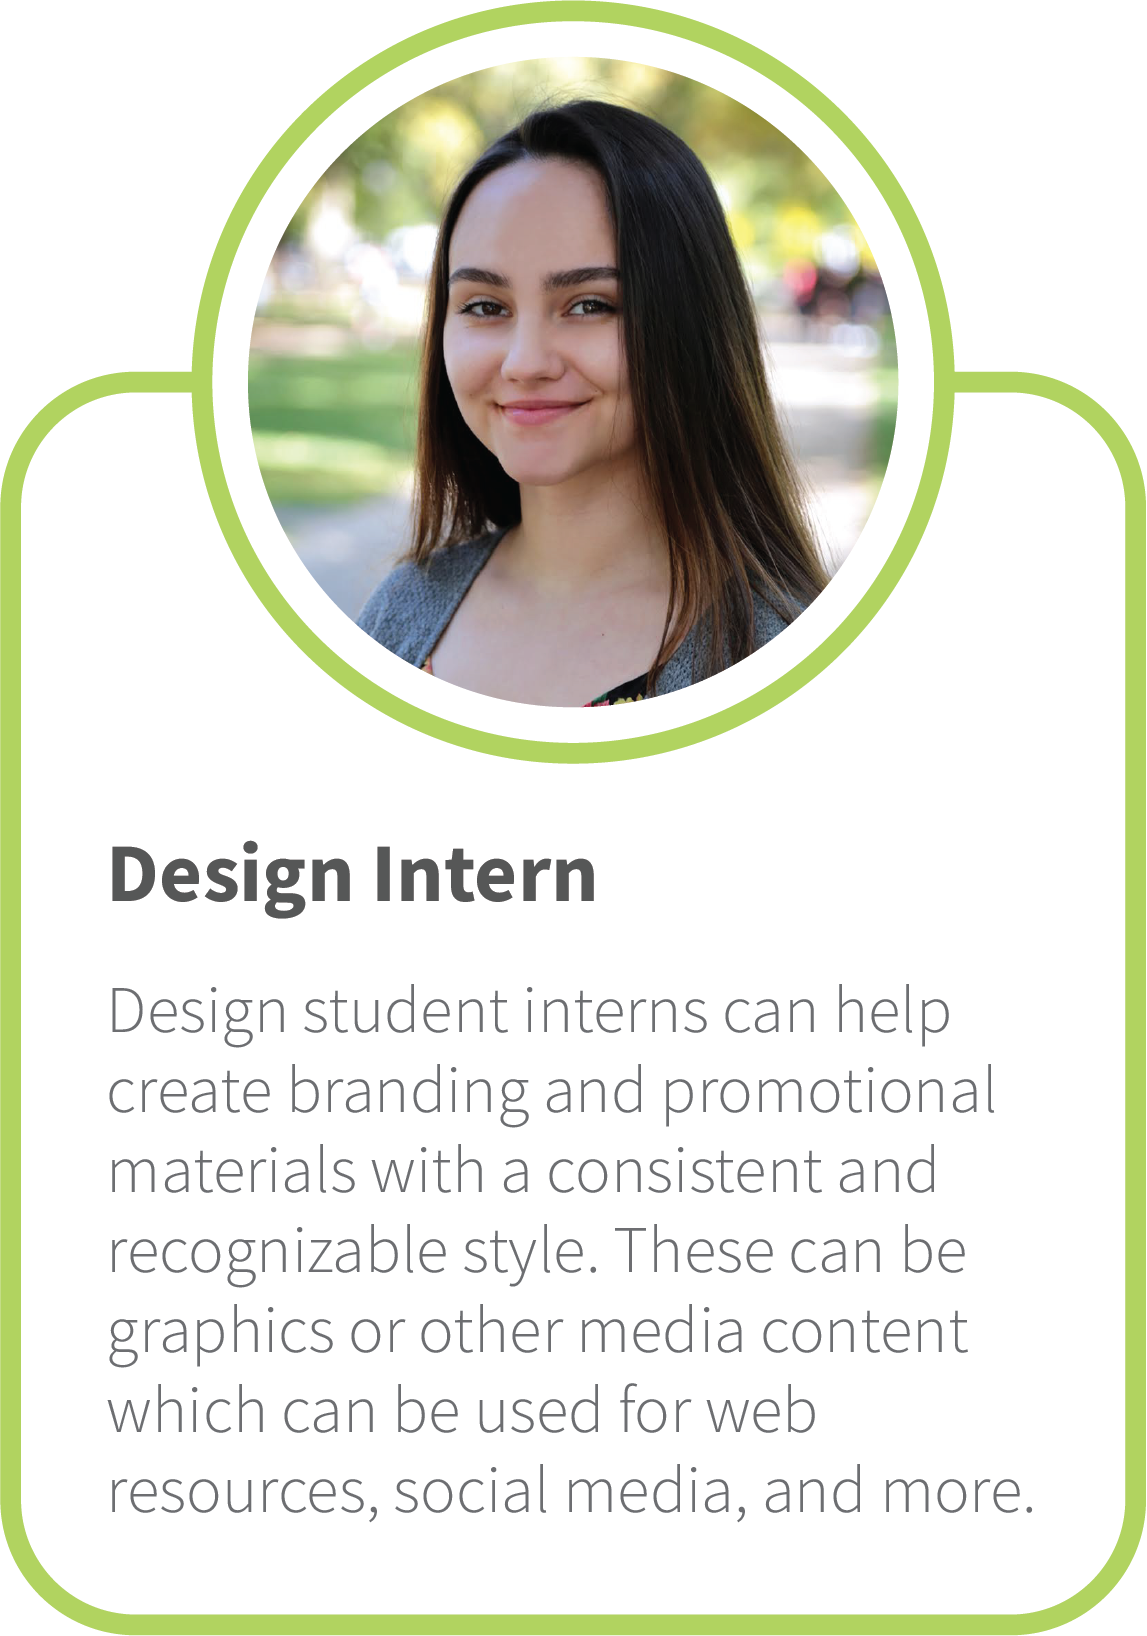 Design Intern
Design student interns can help
create branding and promotional
materials with a consistent and
recognizable style. These can be
graphics or other media content
which can be used for web
resources, social media, and more.